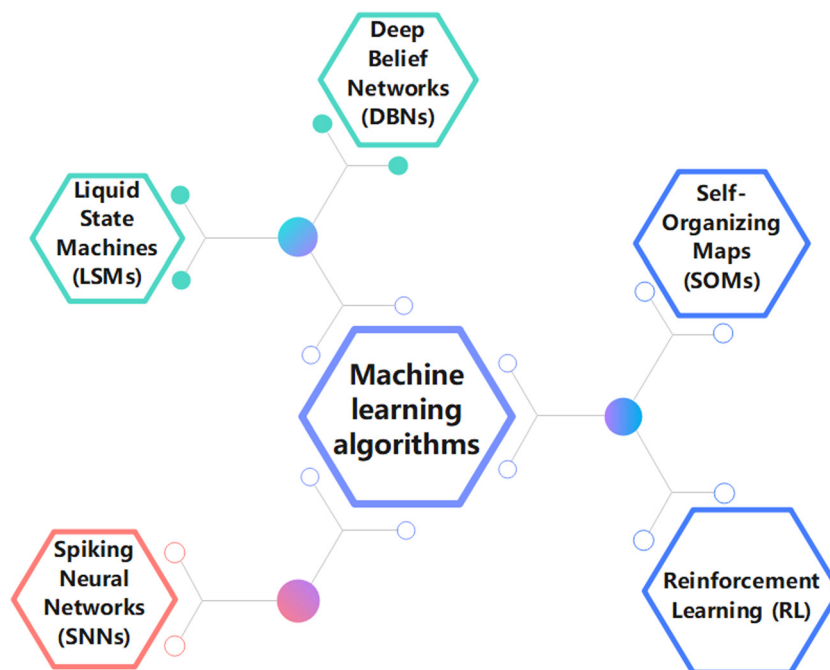 Deep
Belief
Networks
(DBNs)
Liquid
State
Machines
(LSMs)
Self-
Organizing
Maps
(SOMs)
Machine
learning
algorithms
Spiking
Neural
Networks
(SNNs)
Reinforcement
Learning (RL)